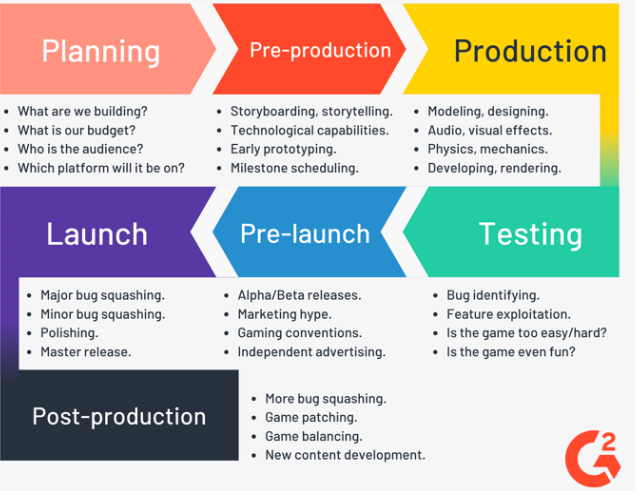 Planning
Pre-production
Production
What are we building?
What is our budget?
Who is the audience?
Which platform will it be on?
Storyboarding, storytelling.
Technological capabilities.
Early prototyping.
Milestone scheduling.
Modeling, designing.
Audio, visual effects.
Physics, mechanics.
Developing, rendering.
Testing
Pre-launch
Launch
Bug identifying.
Feature exploitation.
Is the game too easy/hard?
Is the game even fun?
Alpha/Beta releases.
Marketing hype.
Gaming conventions.
Independent advertising.
Major bug squashing.
Minor bug squashing.
Polishing.
Master release.
Post-production
More bug squashing.
Game patching.
Game balancing.
New content development.
G2